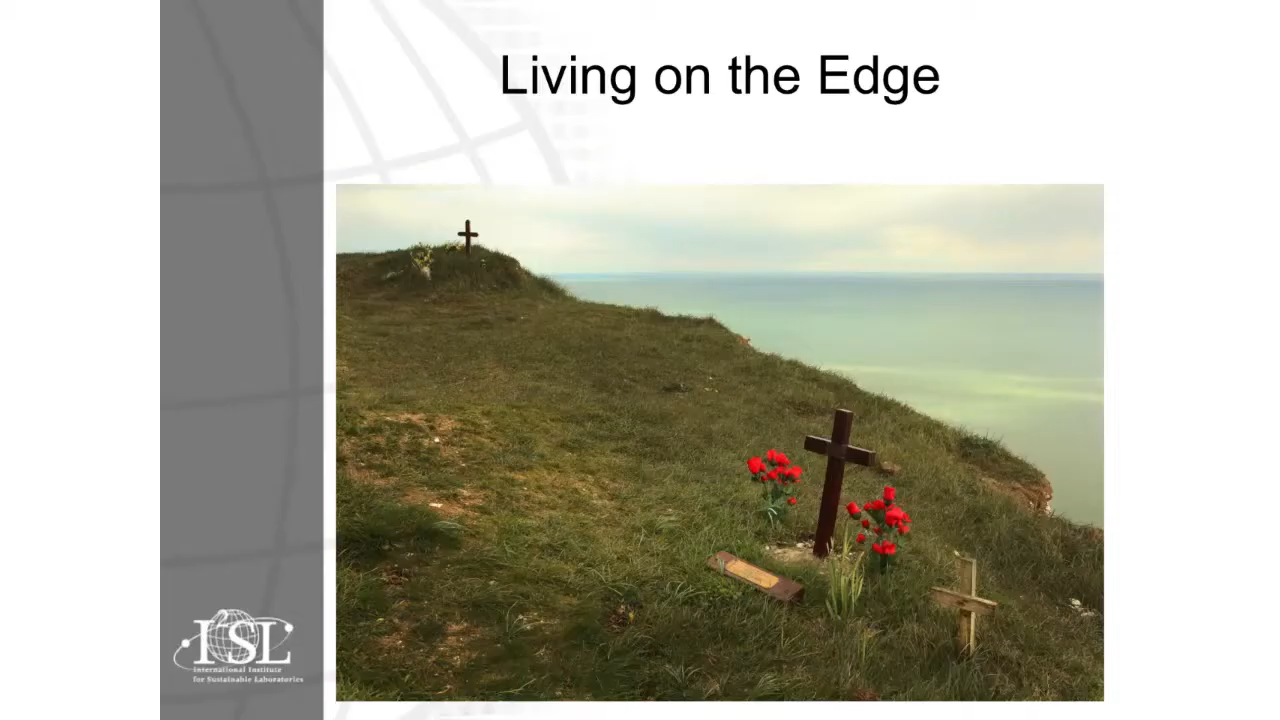 Living on the Edge
I²SL
International Institute
for Sustainable Laboratories